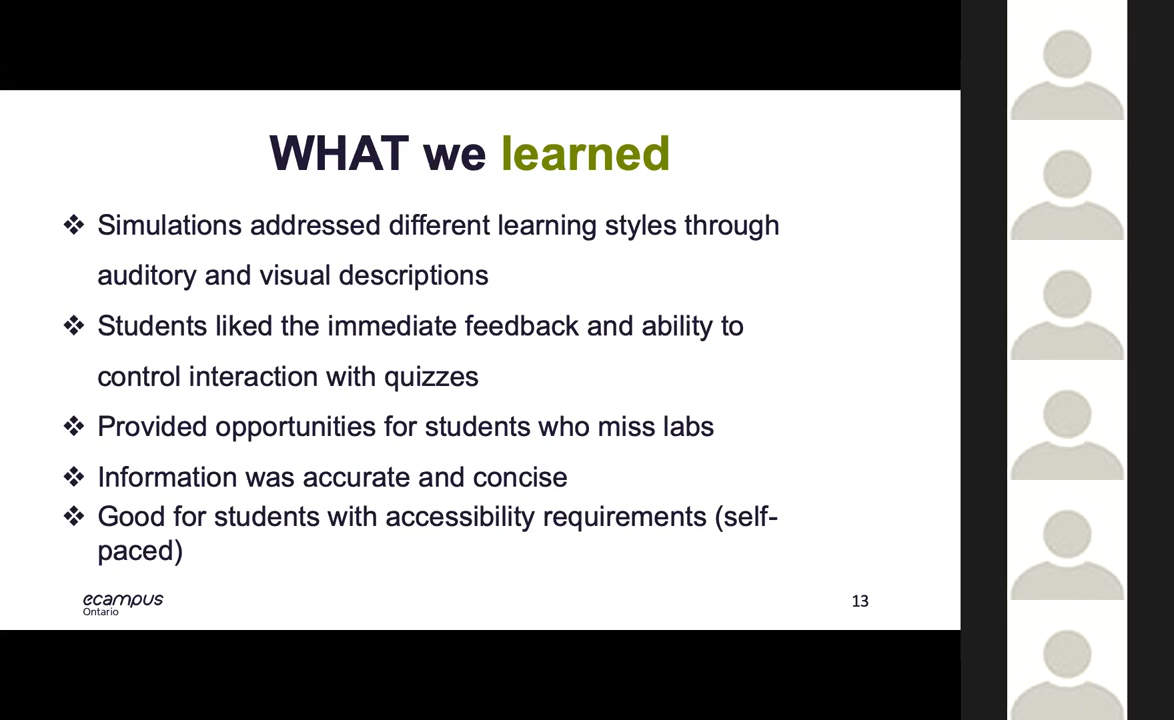 WHAT we learned
❖ Simulations addressed different learning styles through
auditory and visual descriptions
❖ Students liked the immediate feedback and ability to
control interaction with quizzes
❖ Provided opportunities for students who miss labs
❖ Information was accurate and concise
❖ Good for students with accessibility requirements (self-
paced)
ecampus
Ontario
13